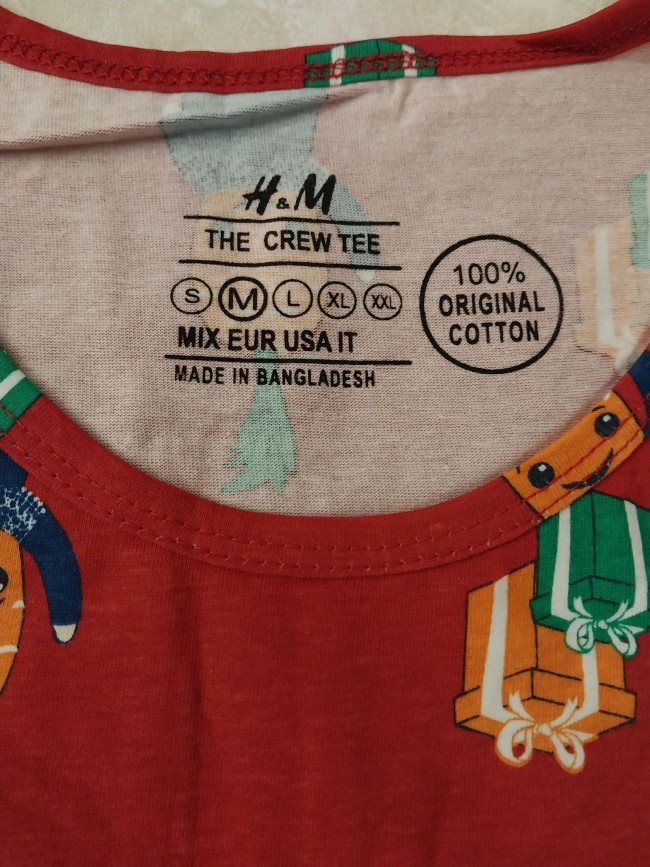 H&M
THE CREW TEE
S M L XL XXL
MIX EUR USA IT
MADE IN BANGLADESH
100%
ORIGINAL
COTTON